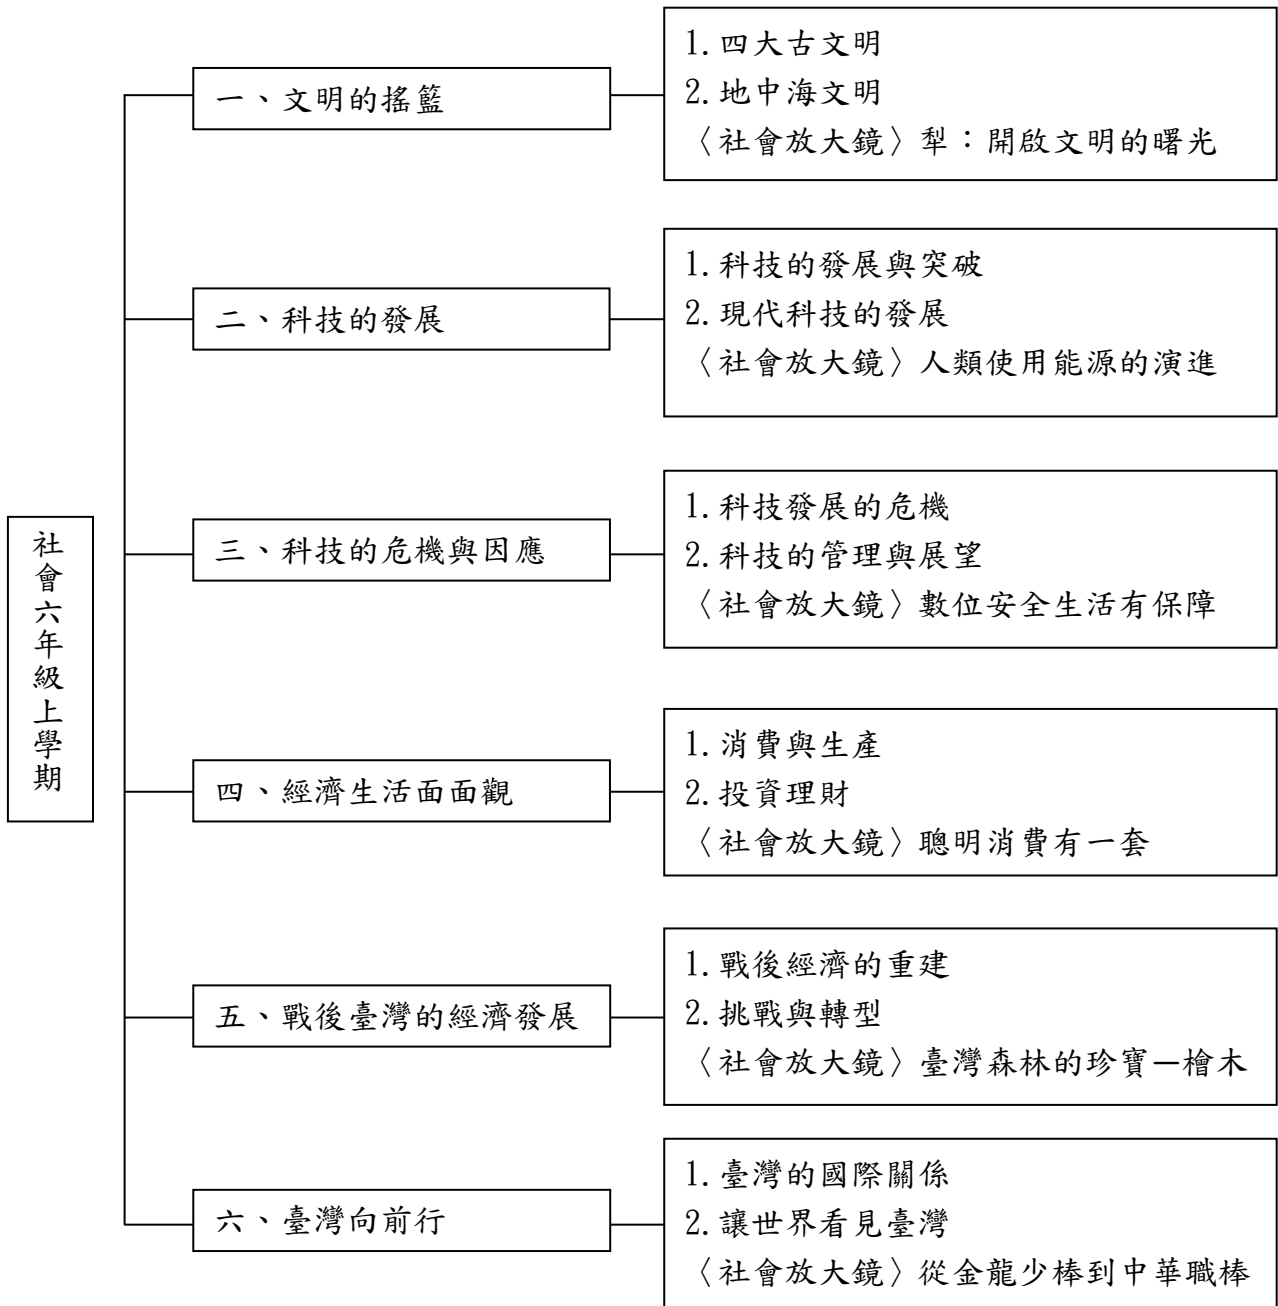 社會六年級上學期
一、文明的搖籃
1.四大古文明
2.地中海文明
〈社會放大鏡〉犁：開啟文明的曙光
二、科技的發展
1.科技的發展與突破
2.現代科技的發展
〈社會放大鏡〉人類使用能源的演進
三、科技的危機與因應
1.科技發展的危機
2.科技的管理與展望
〈社會放大鏡〉數位安全生活有保障
四、經濟生活面面觀
1.消費與生產
2.投資理財
〈社會放大鏡〉聰明消費有一套
五、戰後臺灣的經濟發展
1.戰後經濟的重建
2.挑戰與轉型
〈社會放大鏡〉臺灣森林的珍寶—檜木
六、臺灣向前行
1.臺灣的國際關係
2.讓世界看見臺灣
〈社會放大鏡〉從金龍少棒到中華職棒